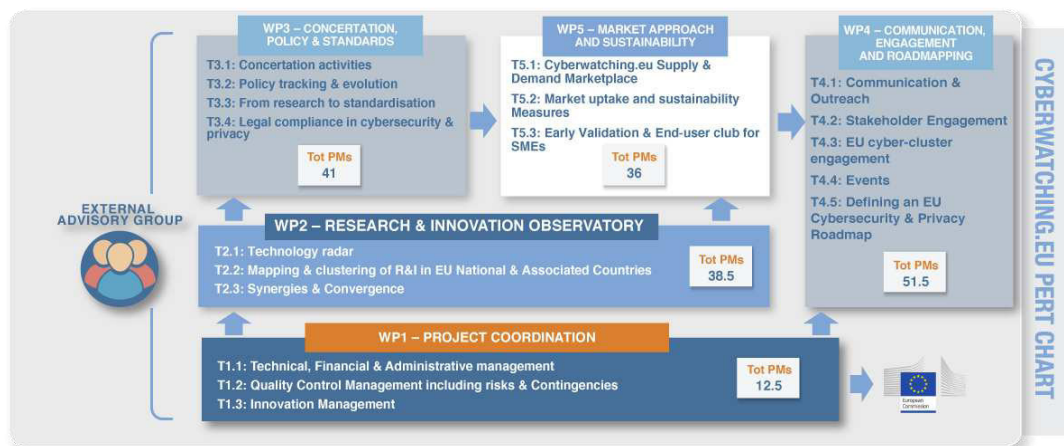 WP3 – CONCERTATION,
POLICY & STANDARDS
T3.1: Concertation activities
T3.2: Policy tracking & evolution
T3.3: From research to standardisation
T3.4: Legal compliance in cybersecurity &
privacy
Tot PMs
41
WP5 – MARKET APPROACH
AND SUSTAINABILITY
T5.1: Cyberwatching.eu Supply &
Demand Marketplace
T5.2: Market uptake and sustainability
Measures
T5.3: Early Validation & End-user club for
SMEs
Tot PMs
36
WP4 – COMMUNICATION,
ENGAGEMENT
AND ROADMAPPING
T4.1: Communication &
Outreach
T4.2: Stakeholder Engagement
T4.3: EU cyber-cluster
engagement
T4.4: Events
T4.5: Defining an EU
Cybersecurity & Privacy
Roadmap
Tot PMs
51.5
EXTERNAL
ADVISORY GROUP
WP2 – RESEARCH & INNOVATION OBSERVATORY
T2.1: Technology radar
T2.2: Mapping & clustering of R&I in EU National & Associated Countries
T2.3: Synergies & Convergence
Tot PMs
38.5
WP1 – PROJECT COORDINATION
T1.1: Technical, Financial & Administrative management
T1.2: Quality Control Management including risks & Contingencies
T1.3: Innovation Management
Tot PMs
12.5
European
Commission
CYBERWATCHING.EU PERT CHART